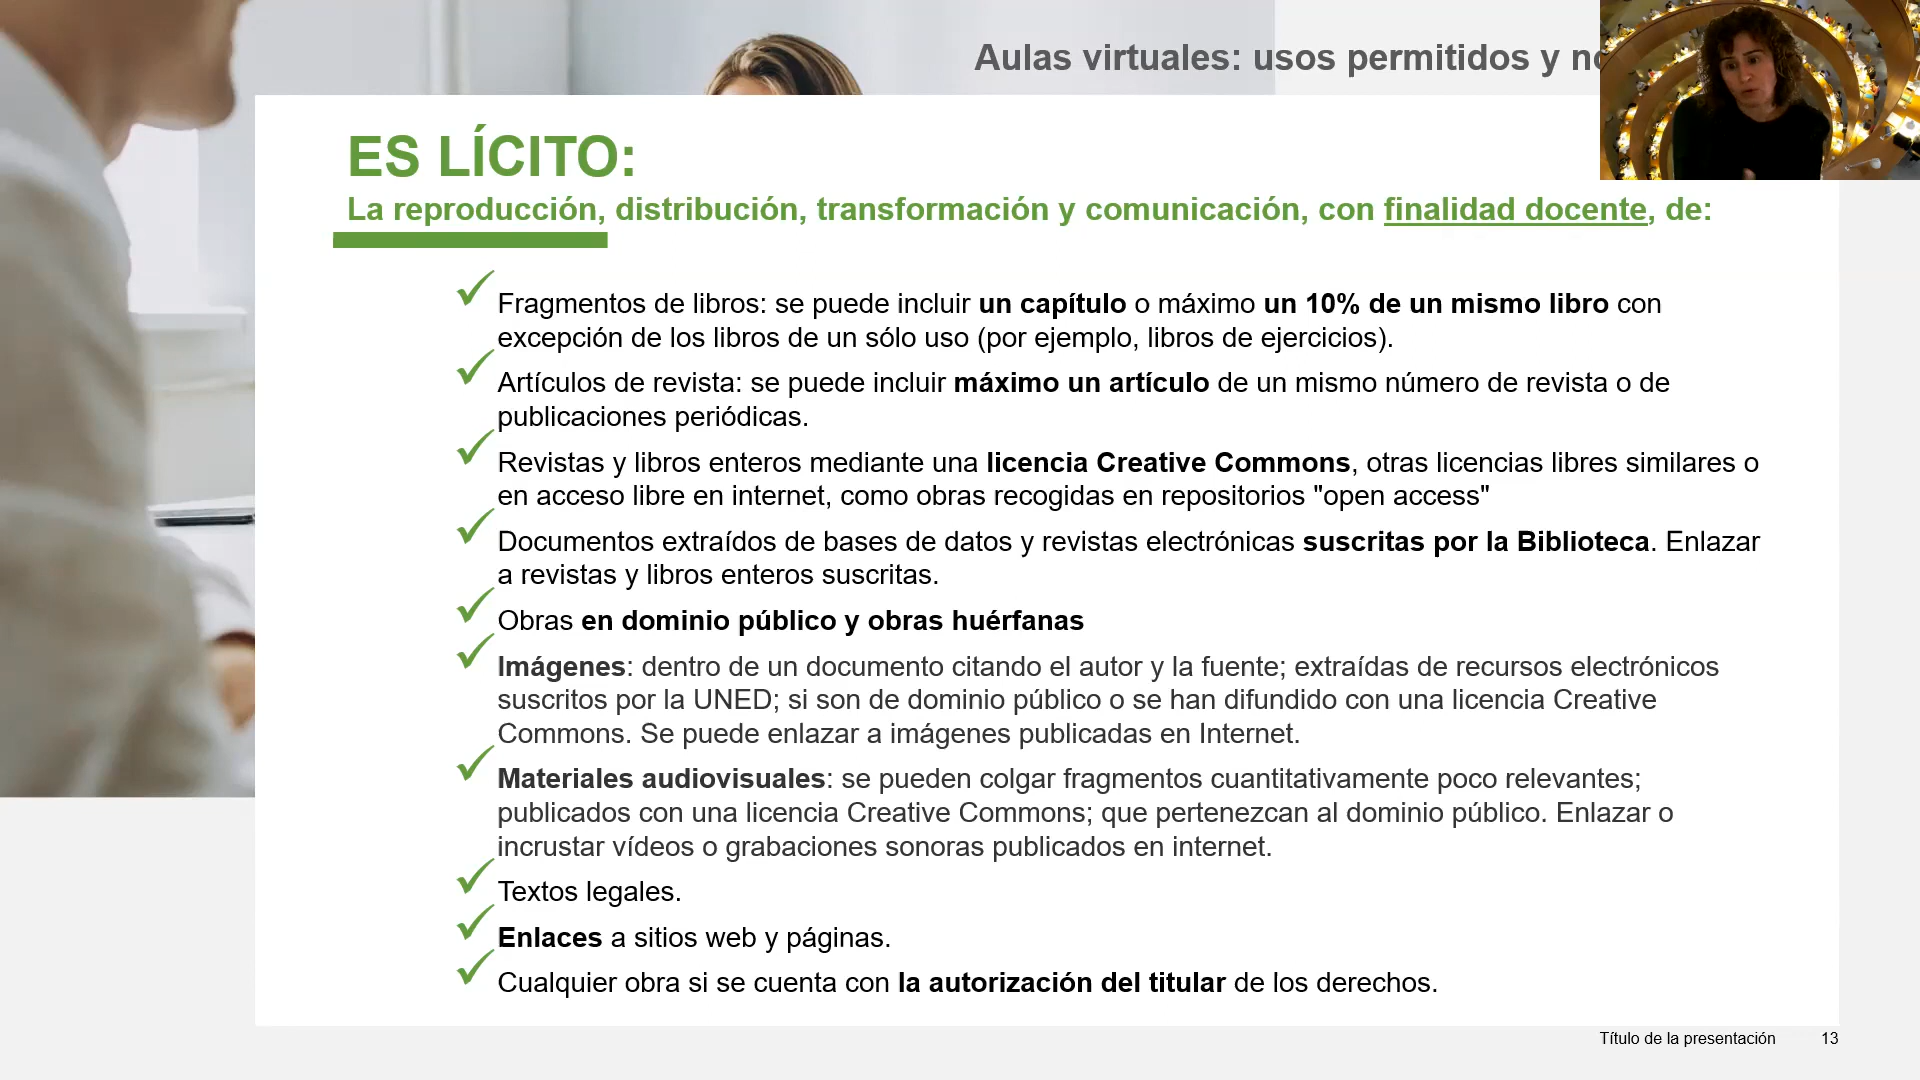 Aulas virtuales: usos permitidos y
ES LÍCITO:
La reproducción, distribución, transformación y comunicación, con finalidad docente, de:
Fragmentos de libros: se puede incluir un capítulo o máximo un 10% de un mismo libro con
excepción de los libros de un sólo uso (por ejemplo, libros de ejercicios).
Artículos de revista: se puede incluir máximo un artículo de un mismo número de revista o de
publicaciones periódicas.
Revistas y libros enteros mediante una licencia Creative Commons, otras licencias libres similares o
en acceso libre en internet, como obras recogidas en repositorios "open access"
Documentos extraídos de bases de datos y revistas electrónicas suscritas por la Biblioteca. Enlazar
a revistas y libros enteros suscritas.
Obras en dominio público y obras huérfanas
Imágenes: dentro de un documento citando el autor y la fuente; extraídas de recursos electrónicos
suscritos por la UNED; si son de dominio público o se han difundido con una licencia Creative
Commons. Se puede enlazar a imágenes publicadas en Internet.
Materiales audiovisuales: se pueden colgar fragmentos cuantitativamente poco relevantes;
publicados con una licencia Creative Commons; que pertenezcan al dominio público. Enlazar o
incrustar vídeos o grabaciones sonoras publicados en internet.
Textos legales.
Enlaces a sitios web y páginas.
Cualquier obra si se cuenta con la autorización del titular de los derechos.
Título de la presentación 13